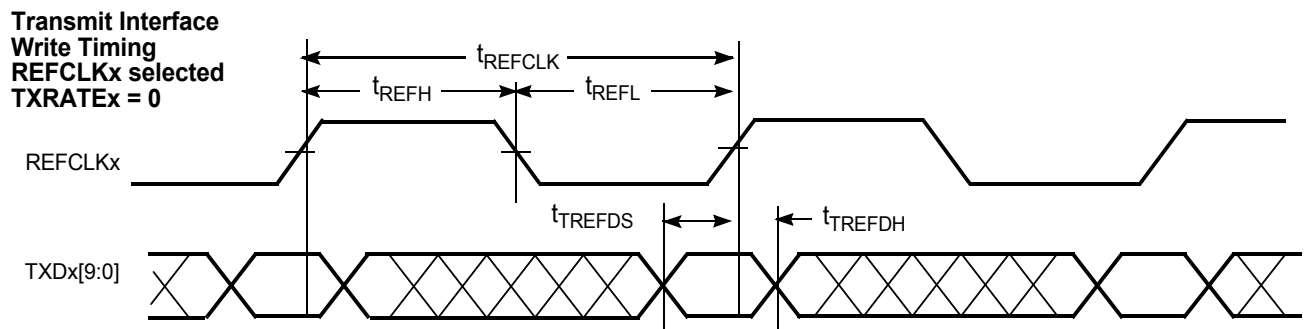 Transmit Interface
Write Timing
REFCLKx selected
TXRATEx = 0
tREFCLK
tREFH
tREFL
REFCLKx
tTREFDS
tTREFDH
TXDx[9:0]